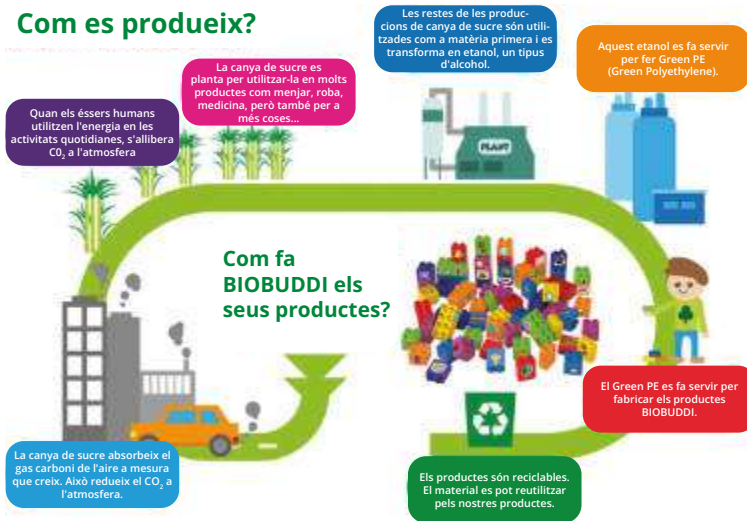 Com es produeix?
Les restes de les produc-
cions de canya de sucre són utilit-
zades com a matèria primera i es
transforma en etanol, un tipus
d'alcohol.
Aquest etanol es fa servir
per fer Green PE
(Green Polyethylene).
La canya de sucre es
planta per utilitzar-la en molts
productes com menjar, roba,
medicina, però també per a
més coses...
Quan els éssers humans
utilitzen l'energia en les
activitats quotidianes, s'allibera
C0₂ a l'atmosfera
PLANT
Com fa
BIOBUDDI els
seus productes?
El Green PE es fa servir per
fabricar els productes
BIOBUDDI.
La canya de sucre absorbeix el
gas carboni de l'aire a mesura
que creix. Això redueix el CO₂ a
l'atmosfera.
Els productes són reciclables.
El material es pot reutilitzar
pels nostres productes.